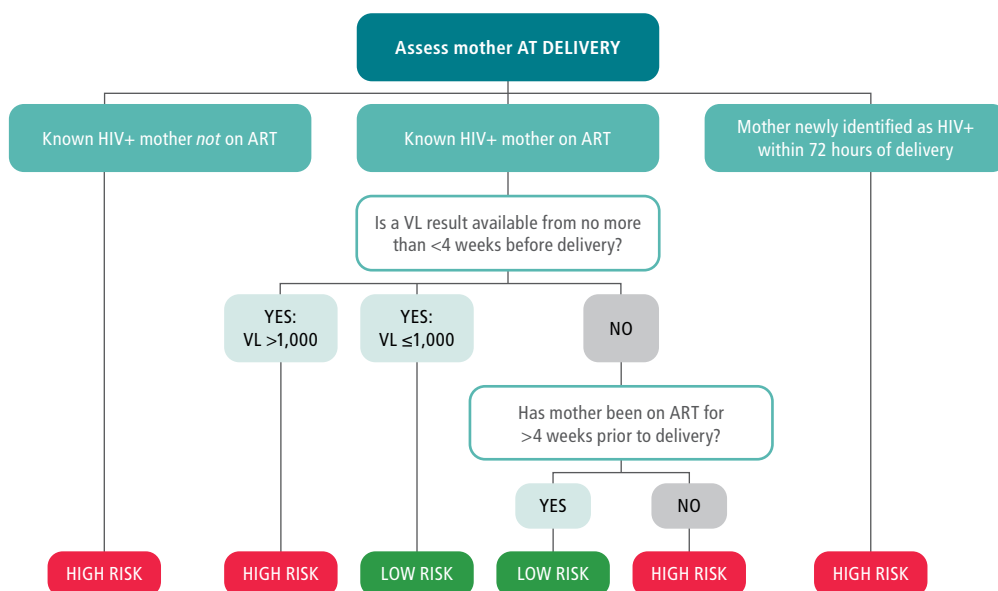 Assess mother AT DELIVERY
Known HIV+ mother not on ART
Known HIV+ mother on ART
Mother newly identified as HIV+
within 72 hours of delivery
Is a VL result available from no more
than <4 weeks before delivery?
YES:
VL >1,000
YES:
VL ≤1,000
NO
Has mother been on ART for
>4 weeks prior to delivery?
YES
NO
HIGH RISK
HIGH RISK
LOW RISK
LOW RISK
HIGH RISK
HIGH RISK